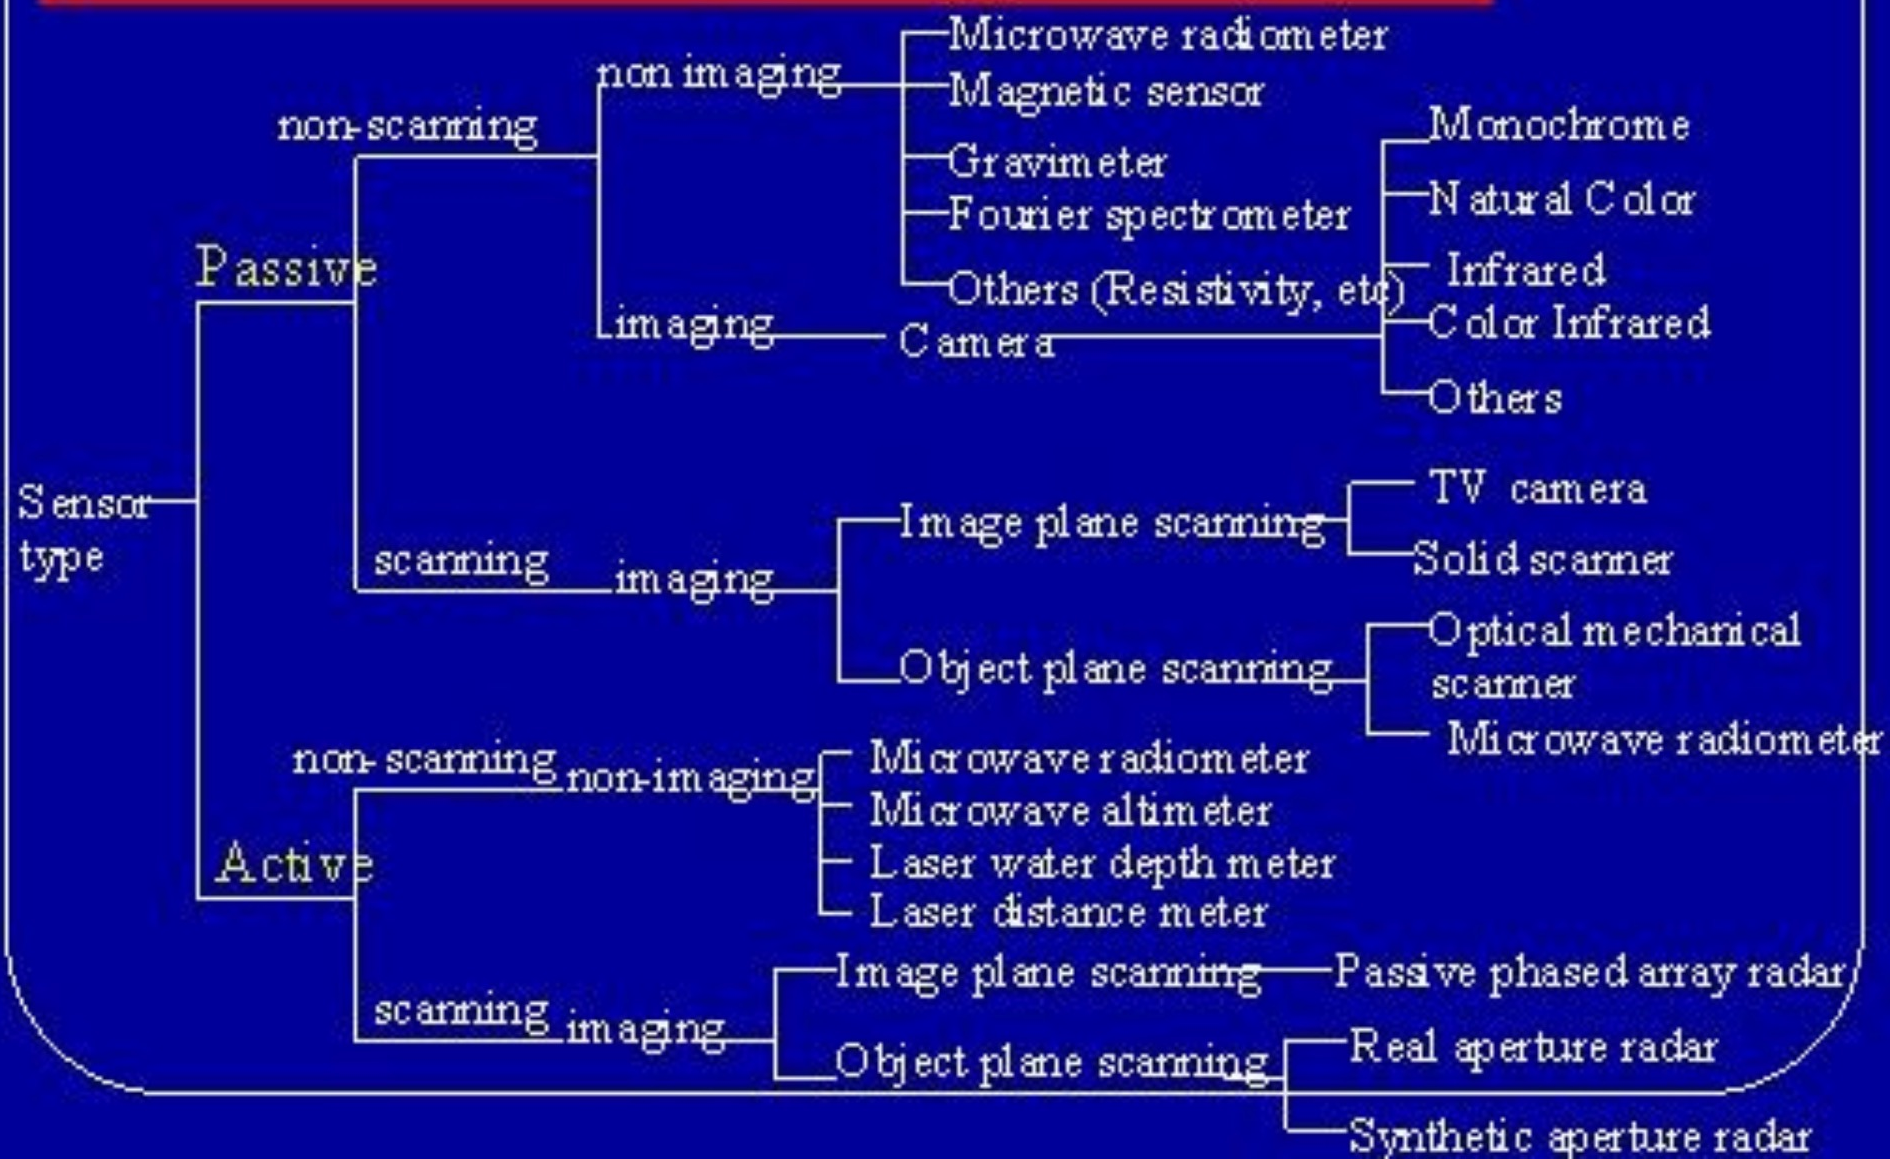 Microwave radiometer
non imaging
Magnetic sensor
non-scanning
Monochrome
Gravimeter
Natural Color
Fourier spectrometer
Passive
Infrared
Others (Resistivity, etc)
imaging
Camera
Color Infrared
Others
Sensor
type
TV camera
Image plane scanning
Solid scanner
scanning
imaging
Optical mechanical
scanner
Object plane scanning
Microwave radiometer
non-scanning
non-imaging
Microwave radiometer
Microwave altimeter
Laser water depth meter
Active
Laser distance meter
Image plane scanning
Passive phased array radar
scanning
imaging
Real aperture radar
Object plane scanning
Synthetic aperture radar